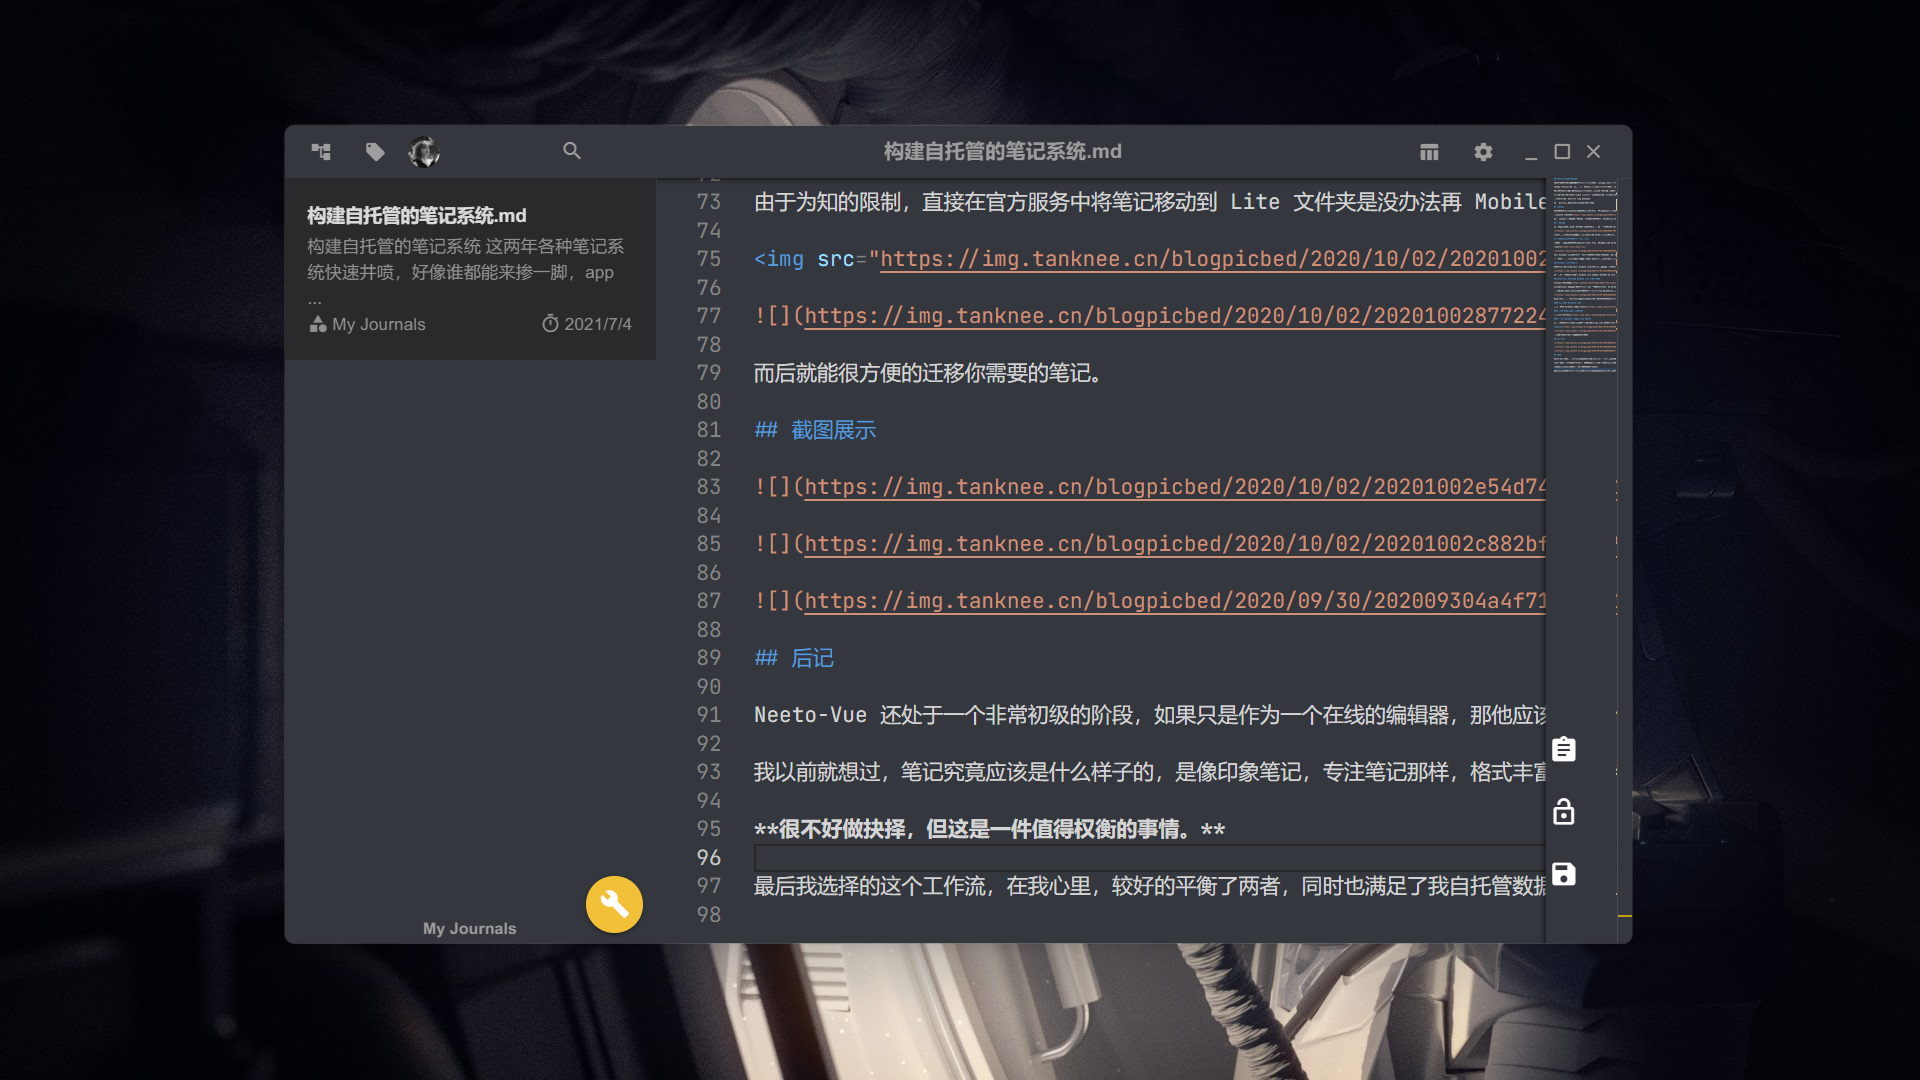 构建自托管的笔记系统.md
构建自托管的笔记系统.md
构建自托管的笔记系统 这两年各种笔记系
统快速井喷，好像谁都能来掺一脚，app
...
My Journals
2021/7/4
My Journals
73 由于为知的限制，直接在官方服务中将笔记移动到 Lite 文件夹是没办法再 Mobile
74
75 <img src="https://img.tanknee.cn/blogpicbed/2020/10/02/20201002
76
77 ![](https://img.tanknee.cn/blogpicbed/2020/10/02/20201002877224
78
79 而后就能很方便的迁移你需要的笔记。
80
81 ## 截图展示
82
83 ![](https://img.tanknee.cn/blogpicbed/2020/10/02/20201002e54d74
84
85 ![](https://img.tanknee.cn/blogpicbed/2020/10/02/20201002c882bf
86
87 ![](https://img.tanknee.cn/blogpicbed/2020/09/30/202009304a4f71
88
89 ## 后记
90
91 Neeto-Vue 还处于一个非常初级的阶段，如果只是作为一个在线的编辑器，那他应该
92
93 我以前就想过，笔记究竟应该是什么样子的，是像印象笔记，专注笔记那样，格式丰富
94
95 **很不好做抉择，但这是一件值得权衡的事情。**
96
97 最后我选择的这个工作流，在我心里，较好的平衡了两者，同时也满足了我自托管数据
98